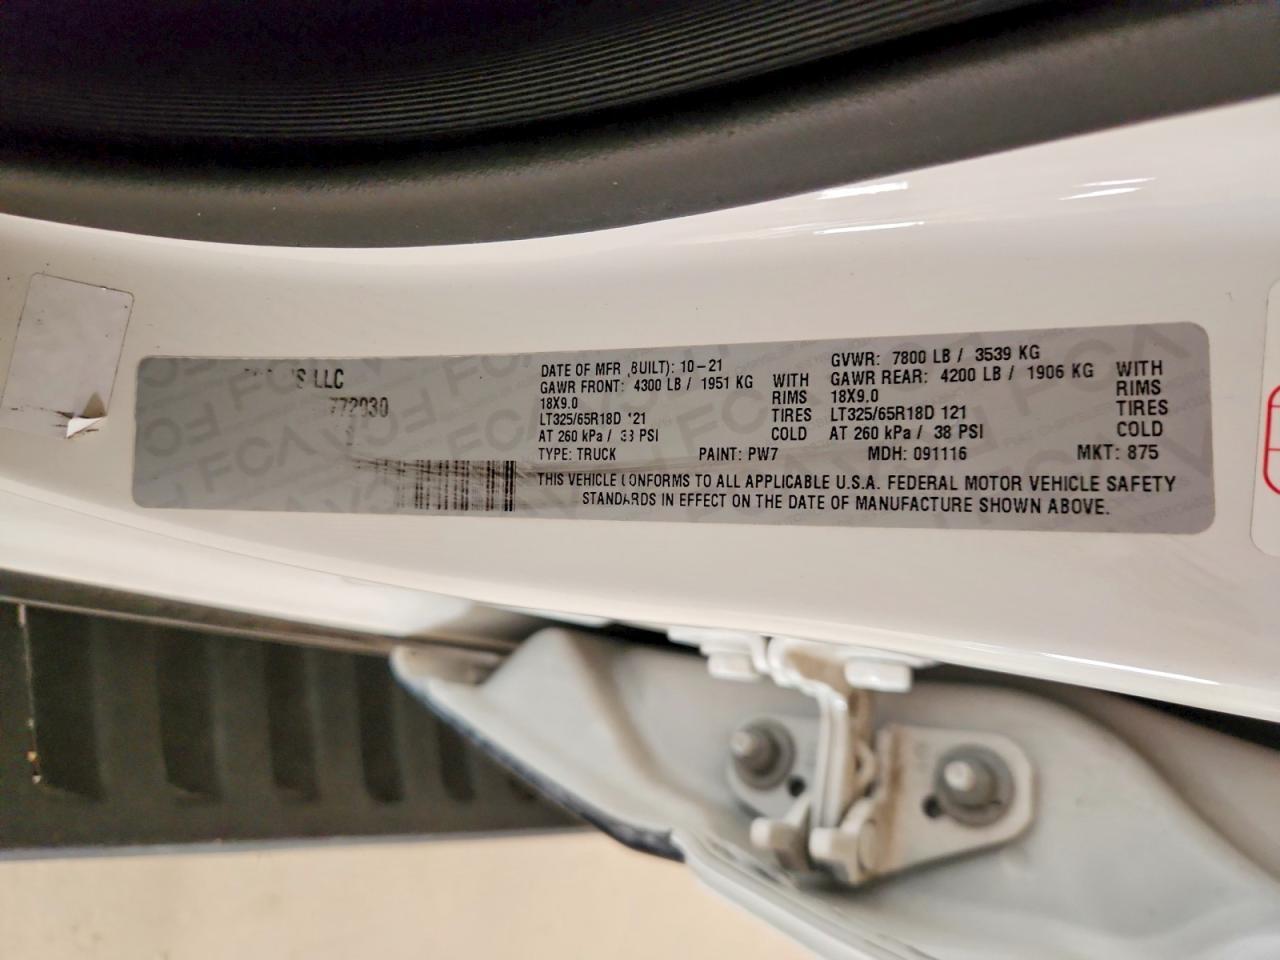 LLC
772030
DATE OF MFR (BUILT): 10-21
GAWR FRONT: 4300 LB / 1951 KG WITH
18X9.0 RIMS
LT325/65R18D 121 TIRES
AT 260 kPa / 38 PSI COLD
TYPE: TRUCK PAINT: PW7 MDH: 091116 MKT: 875
GVWR: 7800 LB / 3539 KG
GAWR REAR: 4200 LB / 1906 KG WITH
18X9.0 RIMS
LT325/65R18D 121 TIRES
AT 260 kPa / 38 PSI COLD
THIS VEHICLE CONFORMS TO ALL APPLICABLE U.S.A. FEDERAL MOTOR VEHICLE SAFETY
STANDARDS IN EFFECT ON THE DATE OF MANUFACTURE SHOWN ABOVE.